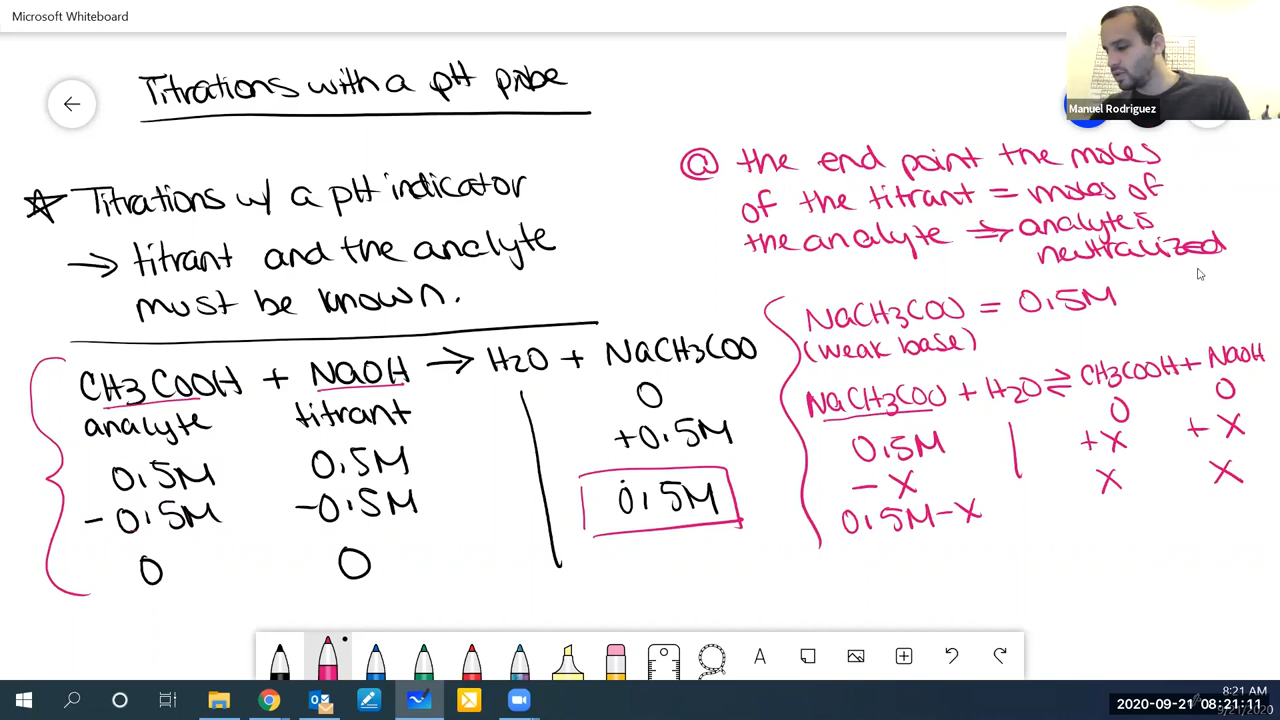 Microsoft Whiteboard
Titrations with a pH probe
Titrations w/ a pH indicator
→ titrant and the analyte
must be known.
CH3COOH + NaOH → H2O + NaCH3COO
analyte titrant
0.5M 0.5M 0
-0.5M -0.5M +0.5M
0 0 0.5M
@ the end point the moles
of the titrant = moles of
the analyte ⇒ analyte is
neutralized
NaCH3COO = 0.5M
(weak base)
NaCH3COO + H2O ⇌ CH3COOH + NaOH
0.5M 0 0
- X +X +X
0.5M-X X X
Manuel Rodriguez
A
8:21 AM
9/21/2020
2020-09-21 08:21:11